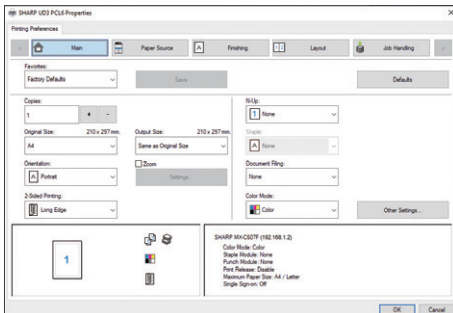 SHARP UD3 PCL6 Properties
Printing Preferences
Main
Paper Source
A
Finishing
1 2
Layout
Job Handling
Favorites:
Factory Defaults
Save
Defaults
Copies:
1
+
-
Original Size:
210 x 297 mm.
A4
Output Size:
210 x 297 mm.
Same as Original Size
Orientation:
A Portrait
Zoom
Settings...
2-Sided Printing:
Long Edge
N-Up:
1 None
Staple:
A None
Document Filing:
None
Color Mode:
Color
Other Settings...
1
SHARP MX-C507F (192.168.1.2)
Color Mode: Color
Staple Module: None
Punch Module: None
Print Release: Disable
Maximum Paper Size: A4 / Letter
Single Sign-on: Off
OK
Cancel